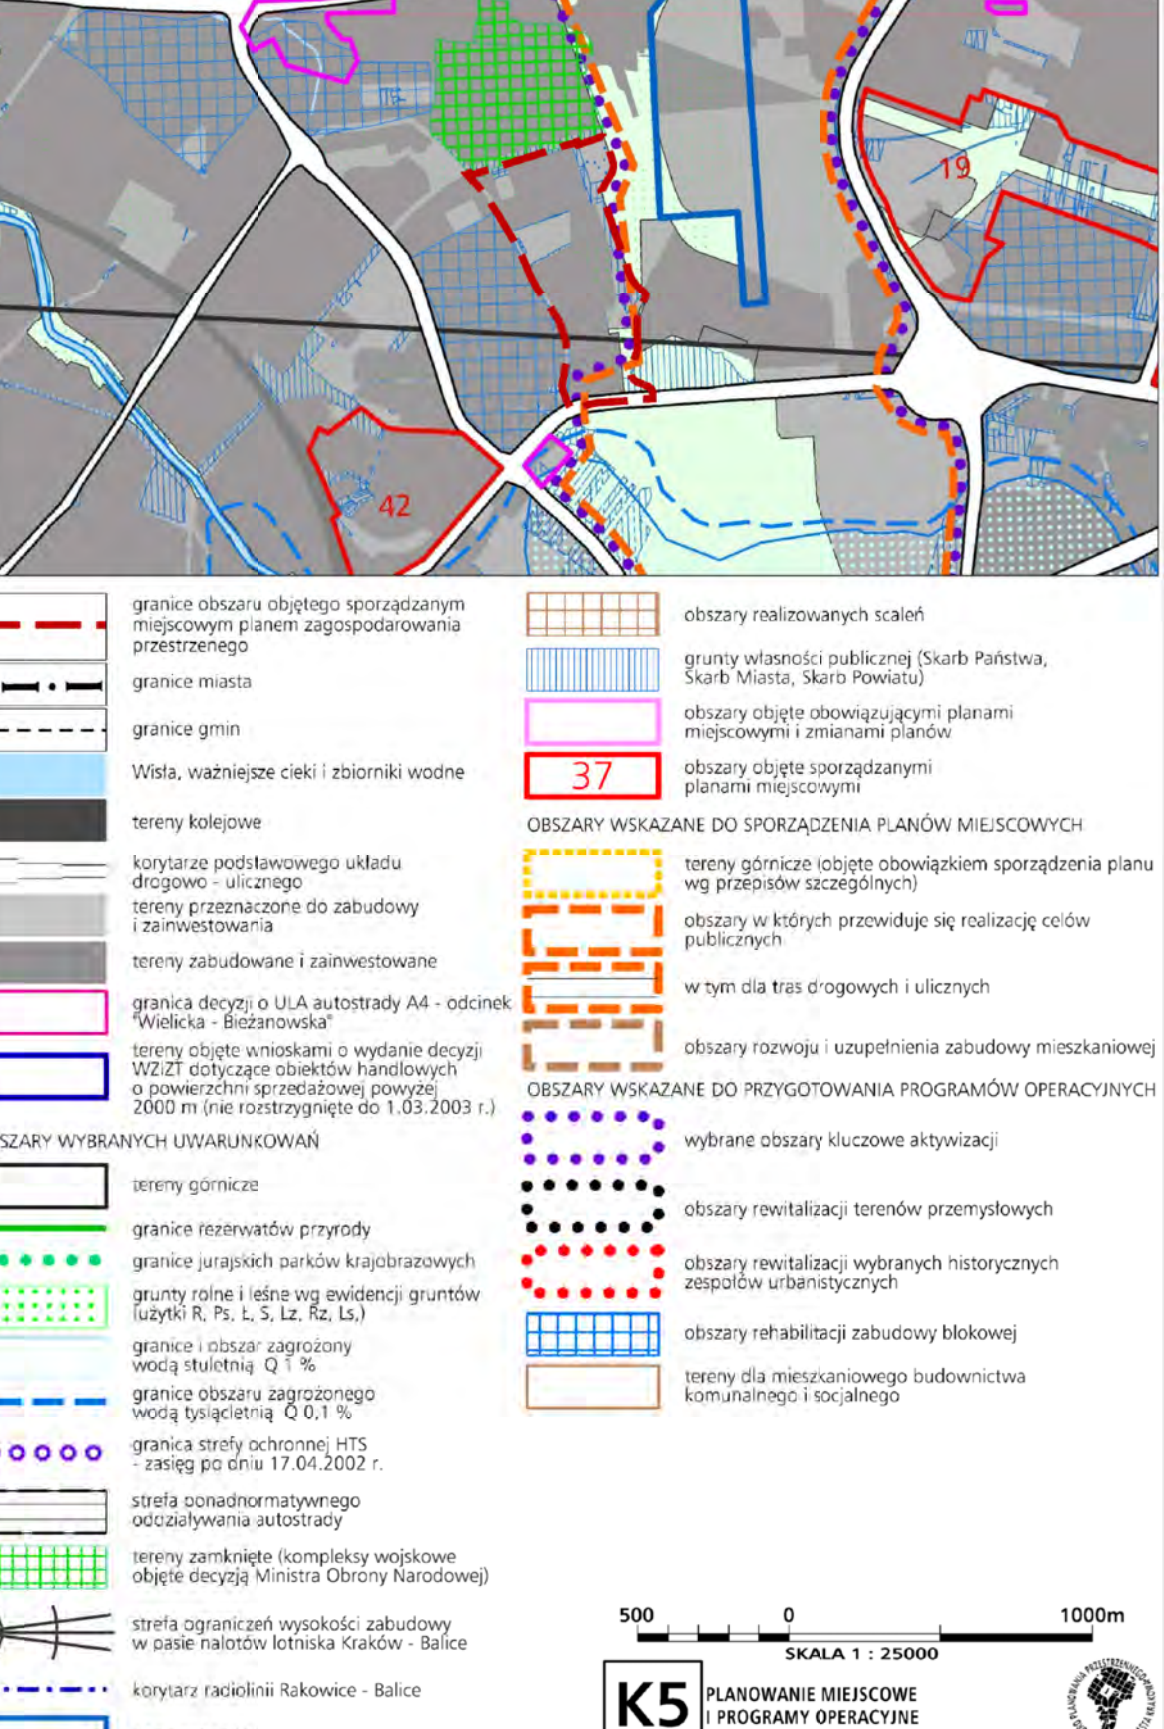 19
42
granice obszaru objętego sporządzanym
miejscowym planem zagospodarowania
przestrzenego
granice miasta
granice gmin
Wisła, ważniejsze cieki i zbiorniki wodne
tereny kolejowe
korytarze podstawowego układu
drogowo - ulicznego
tereny przeznaczone do zabudowy
i zainwestowania
tereny zabudowane i zainwestowane
granica decyzji o ULA autostrady A4 - odcinek
"Wielicka - Bieżanowska"
tereny objęte wnioskami o wydanie decyzji
WZiZT dotyczące obiektów handlowych
o powierzchni sprzedażowej powyżej
2000 m (nie rozstrzygnięte do 1.03.2003 r.)
SZARY WYBRANYCH UWARUNKOWAŃ
tereny górnicze
granice rezerwatów przyrody
granice jurajskich parków krajobrazowych
grunty rolne i leśne wg ewidencji gruntów
(użytki R, Ps, Ł, S, Lz, Rz, Ls,)
granice i obszar zagrożony
wodą stuletnią Q 1 %
granice obszaru zagrożonego
wodą tysiącletnią Q 0,1 %
granica strefy ochronnej HTS
- zasięg po dniu 17.04.2002 r.
strefa ponadnormatywnego
oddziaływania autostrady
tereny zamknięte (kompleksy wojskowe
objęte decyzją Ministra Obrony Narodowej)
strefa ograniczeń wysokości zabudowy
w pasie nalotów lotniska Kraków - Balice
korytarz radiolinii Rakowice - Balice
obszary realizowanych scaleń
grunty własności publicznej (Skarb Państwa,
Skarb Miasta, Skarb Powiatu)
obszary objęte obowiązującymi planami
miejscowymi i zmianami planów
37
obszary objęte sporządzanymi
planami miejscowymi
OBSZARY WSKAZANE DO SPORZĄDZENIA PLANÓW MIEJSCOWYCH
tereny górnicze (objęte obowiązkiem sporządzenia planu
wg przepisów szczególnych)
obszary w których przewiduje się realizację celów
publicznych
w tym dla tras drogowych i ulicznych
obszary rozwoju i uzupełnienia zabudowy mieszkaniowej
OBSZARY WSKAZANE DO PRZYGOTOWANIA PROGRAMÓW OPERACYJNYCH
wybrane obszary kluczowe aktywizacji
obszary rewitalizacji terenów przemysłowych
obszary rewitalizacji wybranych historycznych
zespołów urbanistycznych
obszary rehabilitacji zabudowy blokowej
tereny dla mieszkaniowego budownictwa
komunalnego i socjalnego
500 0 1000m
SKALA 1 : 25000
K5
PLANOWANIE MIEJSCOWE
I PROGRAMY OPERACYJNE